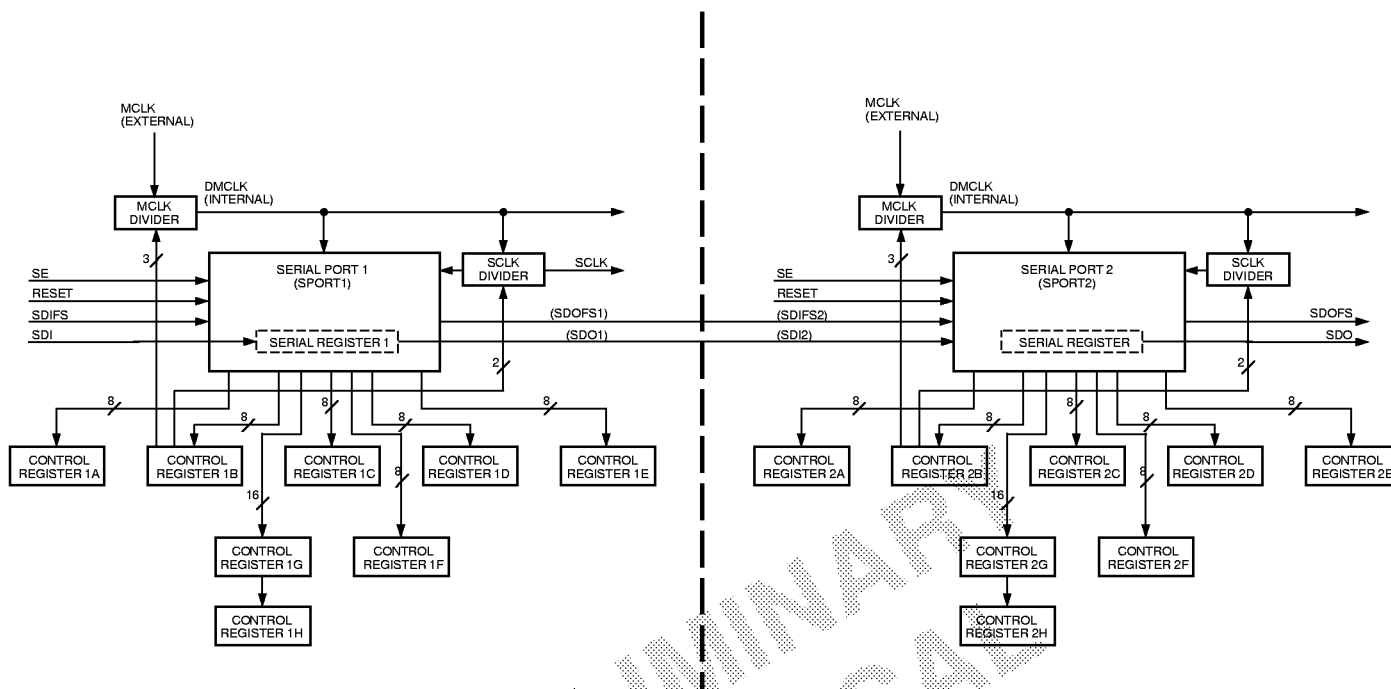 MCLK
(EXTERNAL)
DMCLK
(INTERNAL)
MCLK
DIVIDER
3
SE
RESET
SDIFS
SDI
SERIAL PORT 1
(SPORT1)
SERIAL REGISTER 1
SCLK
DIVIDER
SCLK
(SDOFS1)
(SDO1)
2
8
8
8
8
8
CONTROL
REGISTER 1A
CONTROL
REGISTER 1B
CONTROL
REGISTER 1C
CONTROL
REGISTER 1D
CONTROL
REGISTER 1E
16
8
CONTROL
REGISTER 1G
CONTROL
REGISTER 1F
CONTROL
REGISTER 1H
MCLK
(EXTERNAL)
DMCLK
(INTERNAL)
MCLK
DIVIDER
3
SE
RESET
(SDIFS2)
(SDI2)
SERIAL PORT 2
(SPORT2)
SERIAL REGISTER
SCLK
DIVIDER
SDOFS
SDO
2
8
8
8
8
8
CONTROL
REGISTER 2A
CONTROL
REGISTER 2B
CONTROL
REGISTER 2C
CONTROL
REGISTER 2D
CONTROL
REGISTER 2E
16
8
CONTROL
REGISTER 2G
CONTROL
REGISTER 2F
CONTROL
REGISTER 2H